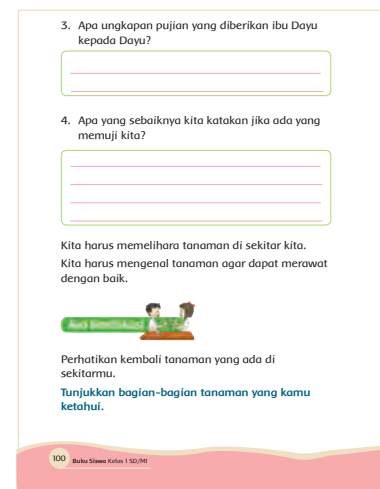 3. Apa ungkapan pujian yang diberikan ibu Dayu
kepada Dayu?
4. Apa yang sebaiknya kita katakan jika ada yang
memuji kita?
Kita harus memelihara tanaman di sekitar kita.
Kita harus mengenal tanaman agar dapat merawat
dengan baik.
Perhatikan kembali tanaman yang ada di
sekitarmu.
Tunjukkan bagian-bagian tanaman yang kamu
ketahui.
100 Buku Siswa Kelas 1 SD/MI